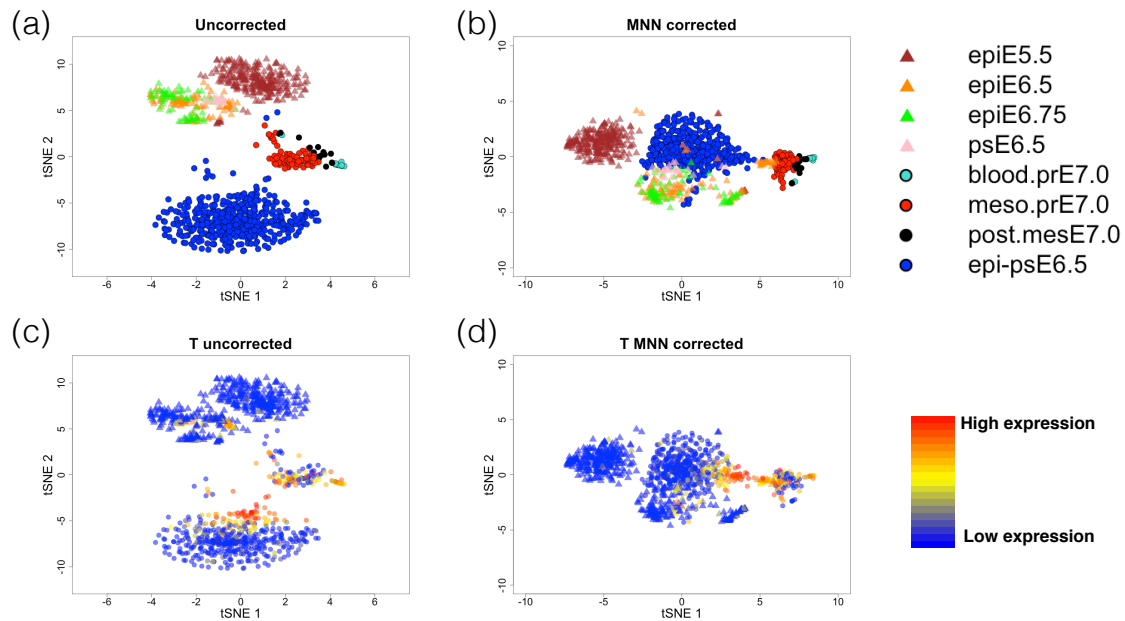 (a)
Uncorrected
10
5
0
-5
-10
tSNE 2
-6
-4
-2
0
2
4
6
tSNE 1
(b)
MNN corrected
10
5
0
-5
-10
tSNE 2
-10
-5
0
5
10
tSNE 1
epiE5.5
epiE6.5
epiE6.75
psE6.5
blood.prE7.0
meso.prE7.0
post.mesE7.0
epi-psE6.5
(c)
T uncorrected
10
5
0
-5
-10
tSNE 2
-6
-4
-2
0
2
4
6
tSNE 1
(d)
T MNN corrected
10
5
0
-5
-10
tSNE 2
-10
-5
0
5
10
tSNE 1
High expression
Low expression